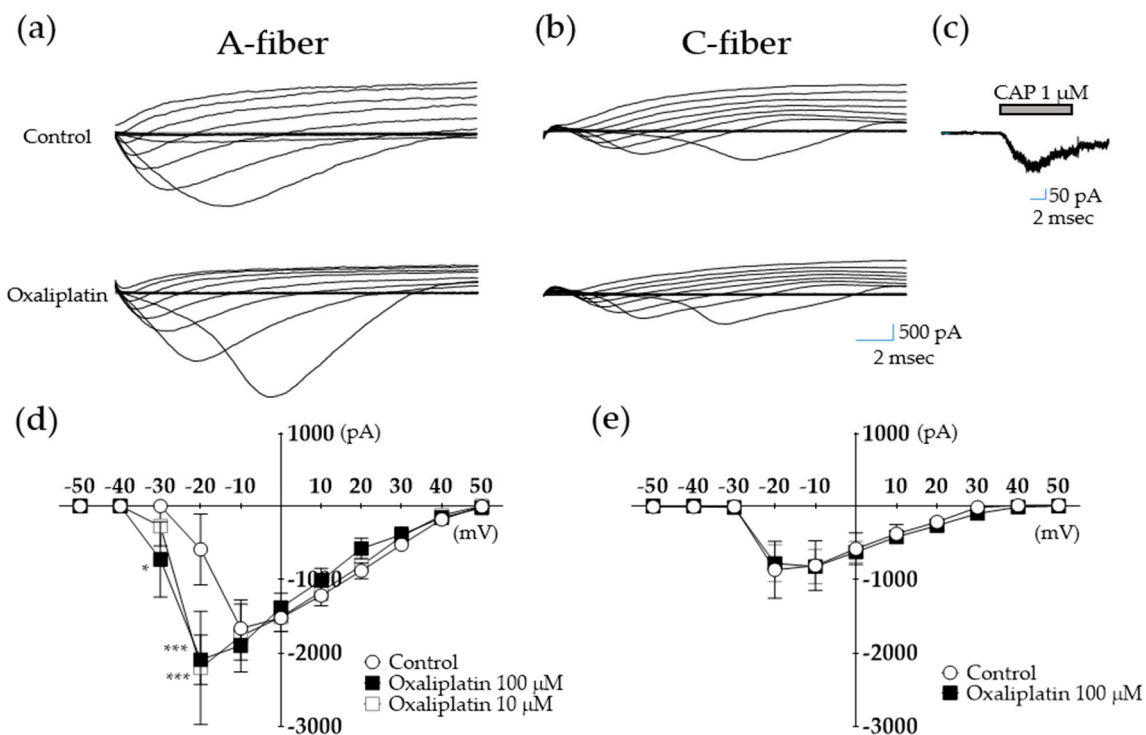 (a)
A-fiber
(b)
C-fiber
(c)
CAP 1 μM
Control
50 pA
2 msec
Oxaliplatin
500 pA
2 msec
(d)
1000 (pA)
-50 -40 -30 -20 -10 10 20 30 40 50
(mV)
*
-1000
***
-2000
***
Control
Oxaliplatin 100 μM
Oxaliplatin 10 μM
-3000
(e)
1000 (pA)
-50 -40 -30 -20 -10 10 20 30 40 50
(mV)
-1000
-2000
Control
Oxaliplatin 100 μM
-3000